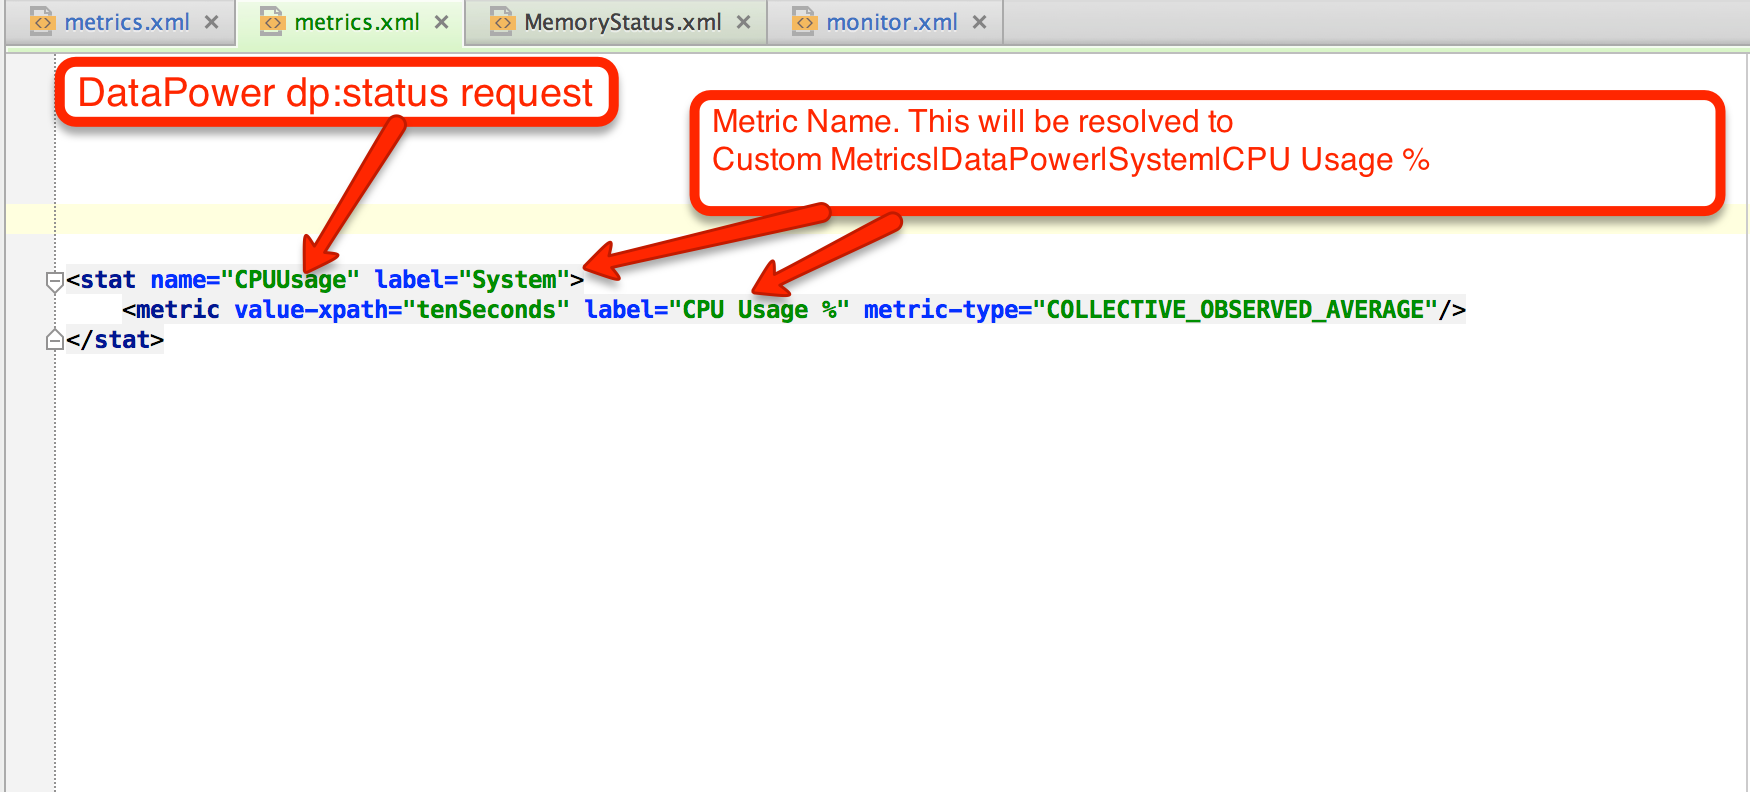 metrics.xml metrics.xml MemoryStatus.xml monitor.xml
DataPower dp:status request
Metric Name. This will be resolved to
Custom Metrics|DataPower|System|CPU Usage %
<stat name="CPUUsage" label="System">
<metric value-xpath="tenSeconds" label="CPU Usage %" metric-type="COLLECTIVE_OBSERVED_AVERAGE"/>
</stat>